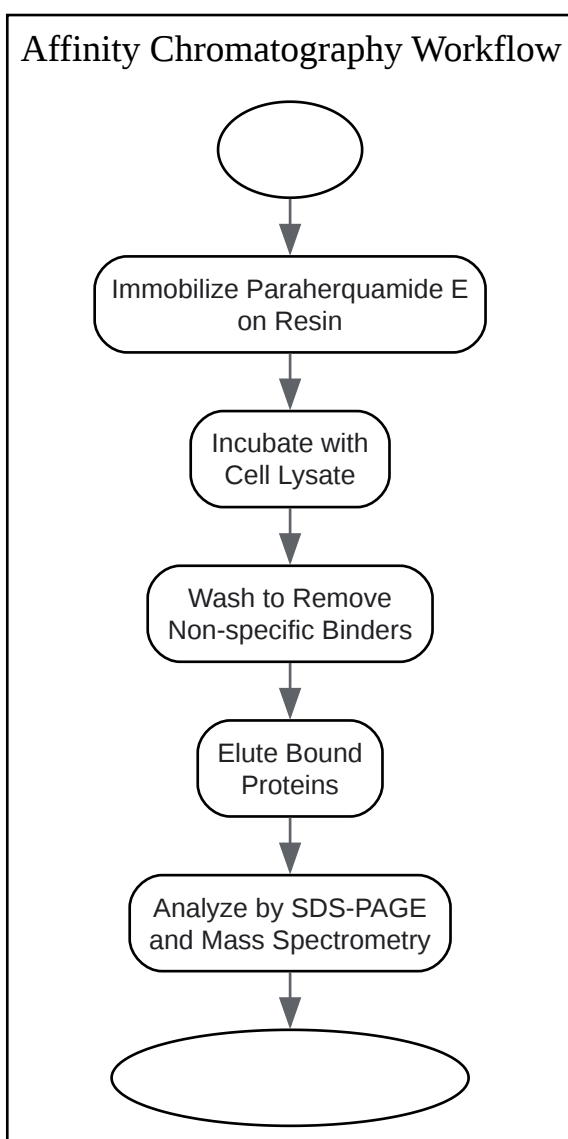 Affinity Chromatography Workflow
Immobilize Paraherquamide E
on Resin
Incubate with
Cell Lysate
Wash to Remove
Non-specific Binders
Elute Bound
Proteins
Analyze by SDS-PAGE
and Mass Spectrometry